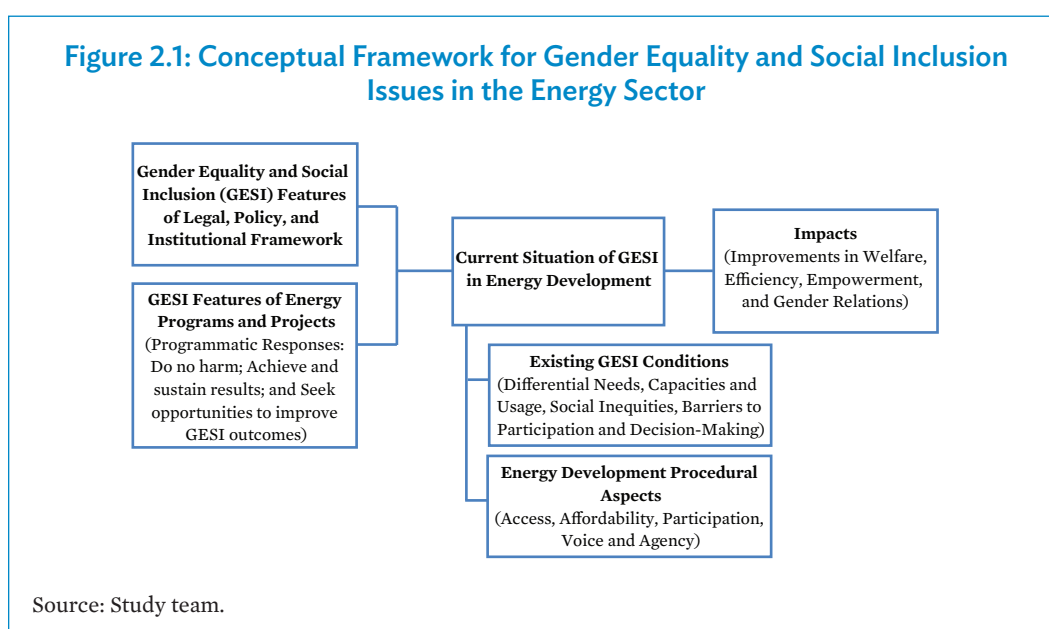 Figure 2.1: Conceptual Framework for Gender Equality and Social Inclusion
Issues in the Energy Sector
Gender Equality and Social
Inclusion (GESI) Features
of Legal, Policy, and
Institutional Framework
GESI Features of Energy
Programs and Projects
(Programmatic Responses:
Do no harm; Achieve and
sustain results; and Seek
opportunities to improve
GESI outcomes)
Current Situation of GESI
in Energy Development
Impacts
(Improvements in Welfare,
Efficiency, Empowerment,
and Gender Relations)
Existing GESI Conditions
(Differential Needs, Capacities and
Usage, Social Inequities, Barriers to
Participation and Decision-Making)
Energy Development Procedural
Aspects
(Access, Affordability, Participation,
Voice and Agency)
Source: Study team.